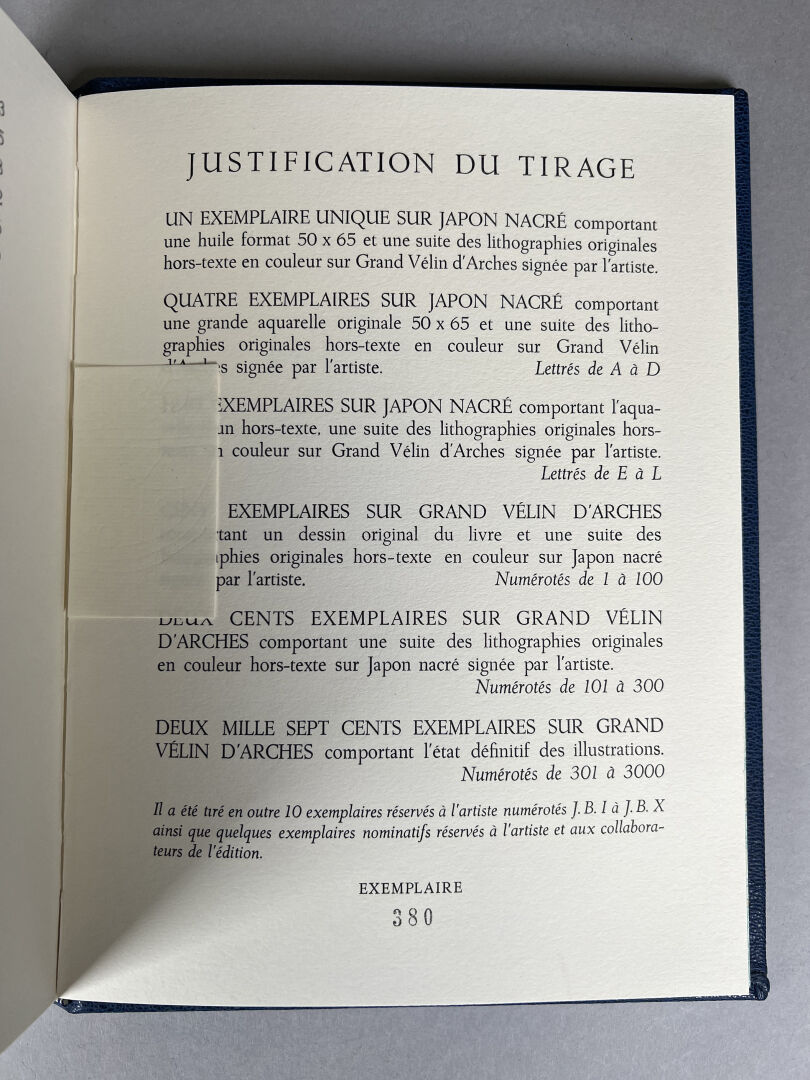 JUSTIFICATION DU TIRAGE
UN EXEMPLAIRE UNIQUE SUR JAPON NACRÉ comportant
une huile format 50 x 65 et une suite des lithographies originales
hors-texte en couleur sur Grand Vélin d'Arches signée par l'artiste.
QUATRE EXEMPLAIRES SUR JAPON NACRÉ comportant
une grande aquarelle originale 50 x 65 et une suite des litho-
graphies originales hors-texte en couleur sur Grand Vélin
signée par l'artiste. Lettrés de A à D
EXEMPLAIRES SUR JAPON NACRÉ comportant l'aqua-
un hors-texte, une suite des lithographies originales hors-
couleur sur Grand Vélin d'Arches signée par l'artiste.
Lettrés de E à L
EXEMPLAIRES SUR GRAND VÉLIN D'ARCHES
un dessin original du livre et une suite des
originales hors-texte en couleur sur Japon nacré
par l'artiste. Numérotés de 1 à 100
DEUX CENTS EXEMPLAIRES SUR GRAND VÉLIN
D'ARCHES comportant une suite des lithographies originales
en couleur hors-texte sur Japon nacré signée par l'artiste.
Numérotés de 101 à 300
DEUX MILLE SEPT CENTS EXEMPLAIRES SUR GRAND
VÉLIN D'ARCHES comportant l'état définitif des illustrations.
Numérotés de 301 à 3000
Il a été tiré en outre 10 exemplaires réservés à l'artiste numérotés J. B. I à J. B. X
ainsi que quelques exemplaires nominatifs réservés à l'artiste et aux collabora-
teurs de l'édition.
EXEMPLAIRE
380